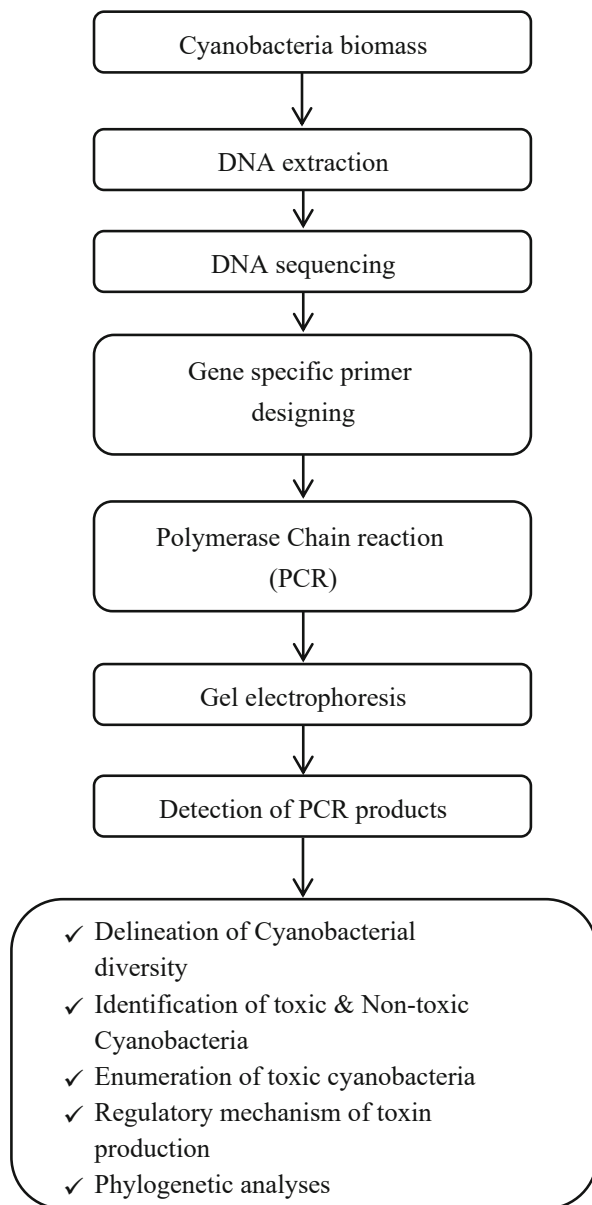 Cyanobacteria biomass
DNA extraction
DNA sequencing
Gene specific primer
designing
Polymerase Chain reaction
(PCR)
Gel electrophoresis
Detection of PCR products
✓ Delineation of Cyanobacterial
diversity
✓ Identification of toxic & Non-toxic
Cyanobacteria
✓ Enumeration of toxic cyanobacteria
✓ Regulatory mechanism of toxin
production
✓ Phylogenetic analyses